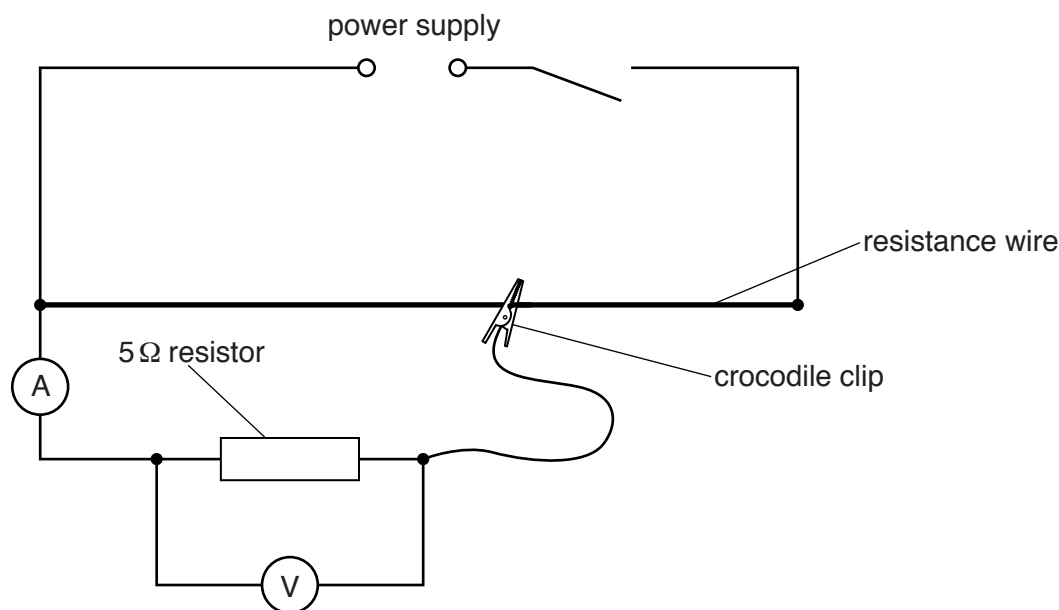 power supply
resistance wire
5 Ω resistor
crocodile clip
A
V